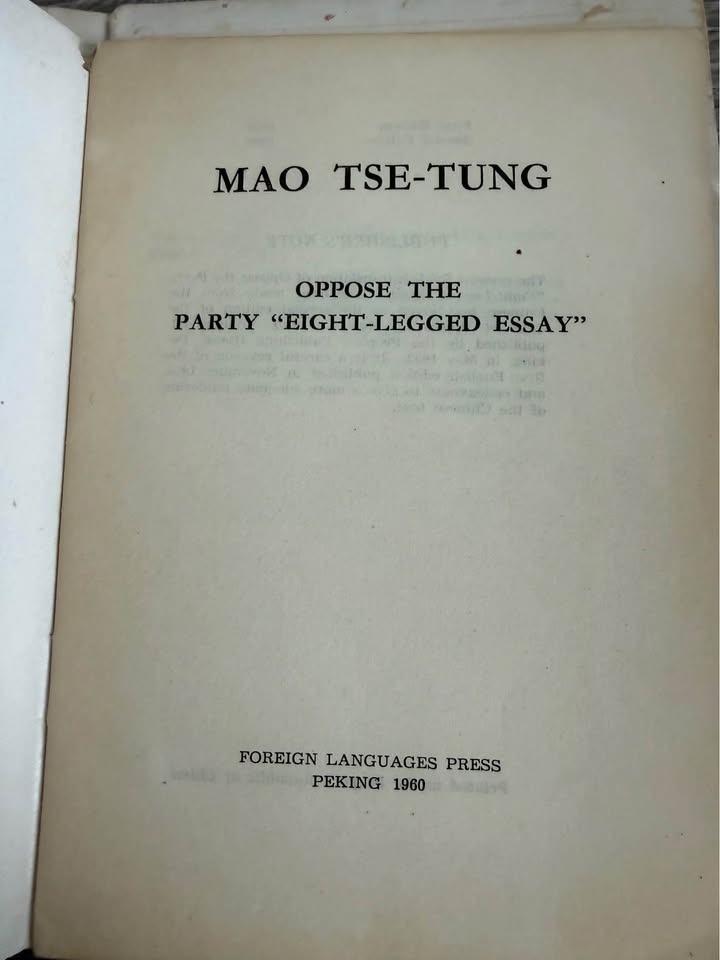 MAO TSE-TUNG
OPPOSE THE
PARTY “EIGHT-LEGGED ESSAY”
FOREIGN LANGUAGES PRESS
PEKING 1960